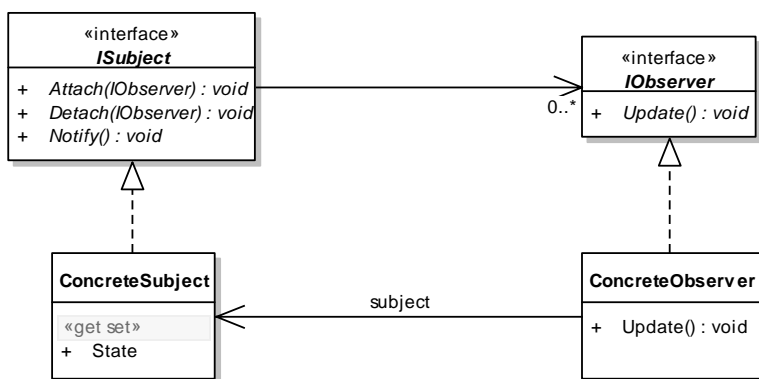 «interface»
ISubject
+ Attach(IObserver) : void
+ Detach(IObserver) : void
+ Notify() : void
«interface»
IObserver
+ Update() : void
0..*
ConcreteSubject
«get set»
+ State
subject
ConcreteObserver
+ Update() : void